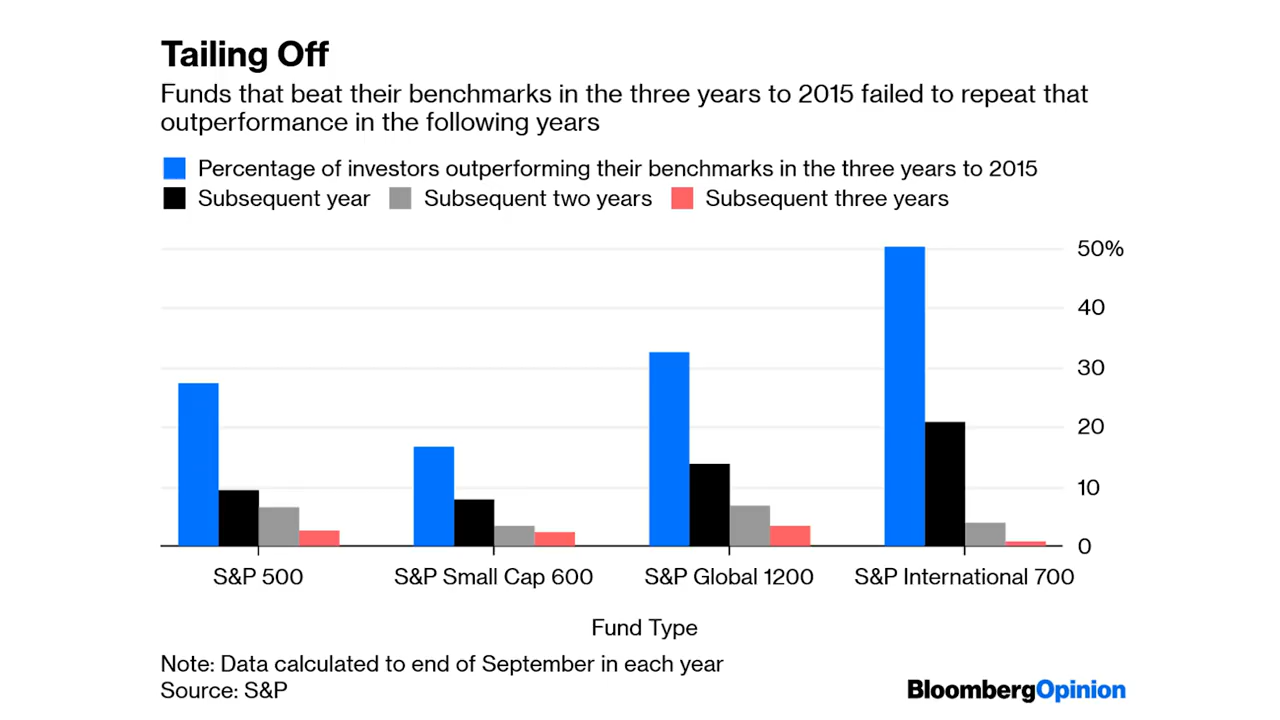 Tailing Off
Funds that beat their benchmarks in the three years to 2015 failed to repeat that
outperformance in the following years
Percentage of investors outperforming their benchmarks in the three years to 2015
Subsequent year Subsequent two years Subsequent three years
50%
40
30
20
10
0
S&P 500 S&P Small Cap 600 S&P Global 1200 S&P International 700
Fund Type
Note: Data calculated to end of September in each year
Source: S&P
BloombergOpinion